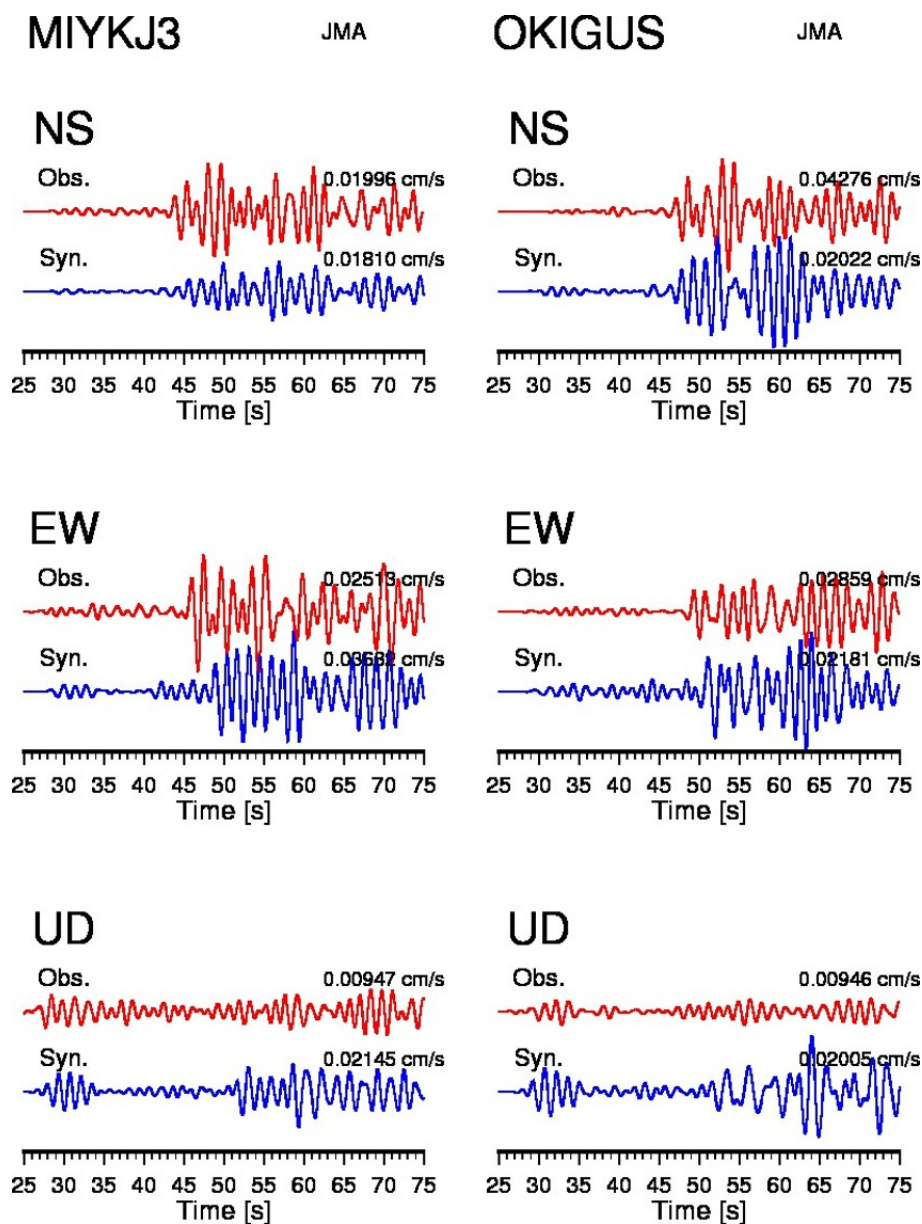 MIYKJ3 JMA
NS
Obs. 0.01996 cm/s
Syn. 0.01810 cm/s
25 30 35 40 45 50 55 60 65 70 75
Time [s]
EW
Obs. 0.02513 cm/s
Syn. cm/s
25 30 35 40 45 50 55 60 65 70 75
Time [s]
UD
Obs. 0.00947 cm/s
Syn. 0.02145 cm/s
25 30 35 40 45 50 55 60 65 70 75
Time [s]
OKIGUS JMA
NS
Obs. 0.04276 cm/s
Syn. 0.02022 cm/s
25 30 35 40 45 50 55 60 65 70 75
Time [s]
EW
Obs. 0.02859 cm/s
Syn. 0.02181 cm/s
25 30 35 40 45 50 55 60 65 70 75
Time [s]
UD
Obs. 0.00946 cm/s
Syn. 0.02005 cm/s
25 30 35 40 45 50 55 60 65 70 75
Time [s]